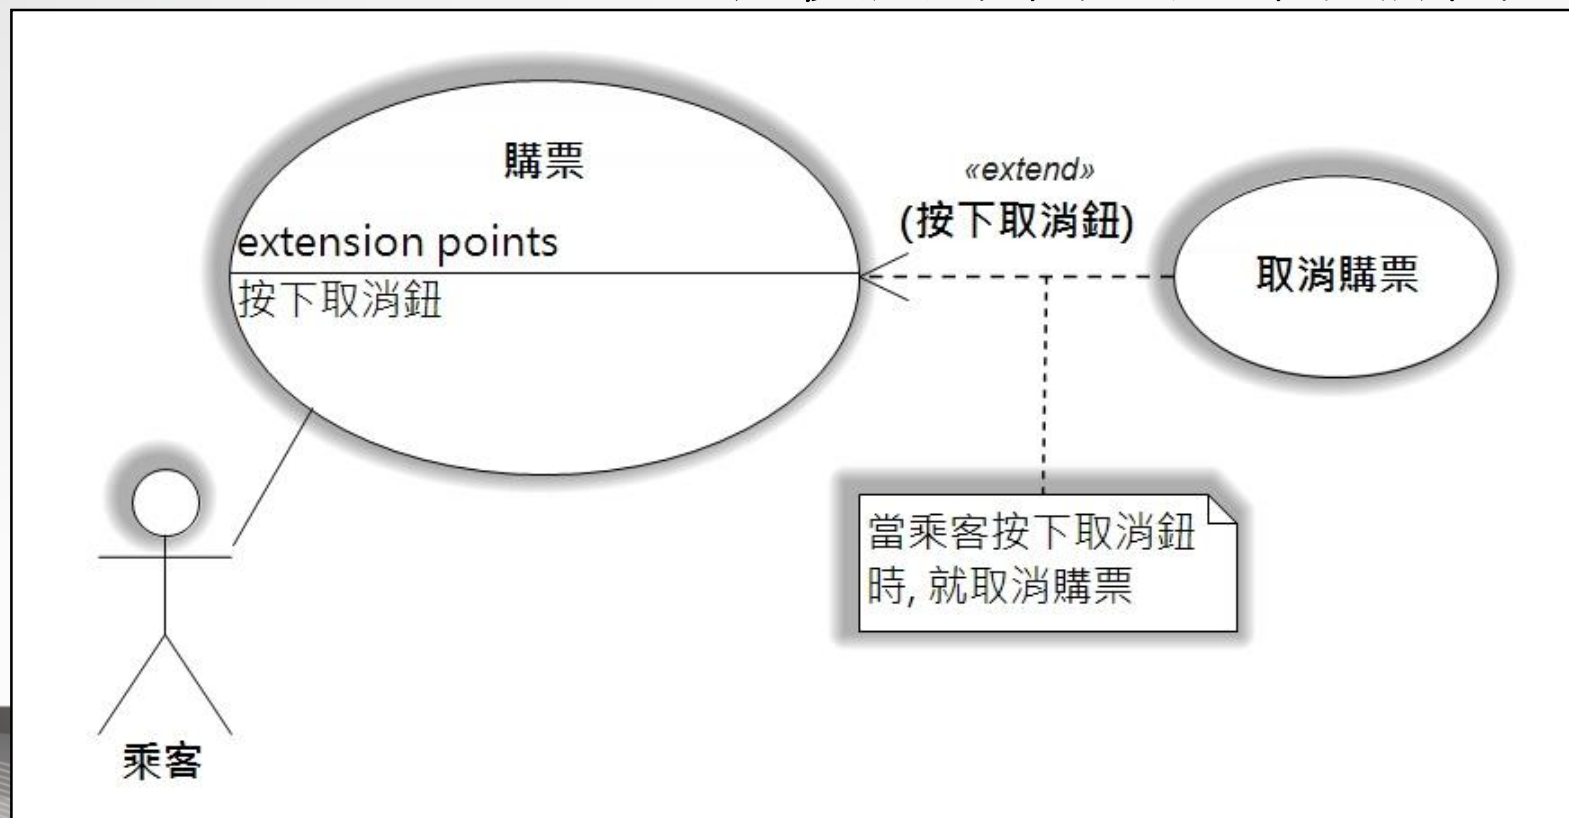 購票
extension points
按下取消鈕
«extend»
(按下取消鈕)
取消購票
當乘客按下取消鈕
時, 就取消購票
乘客